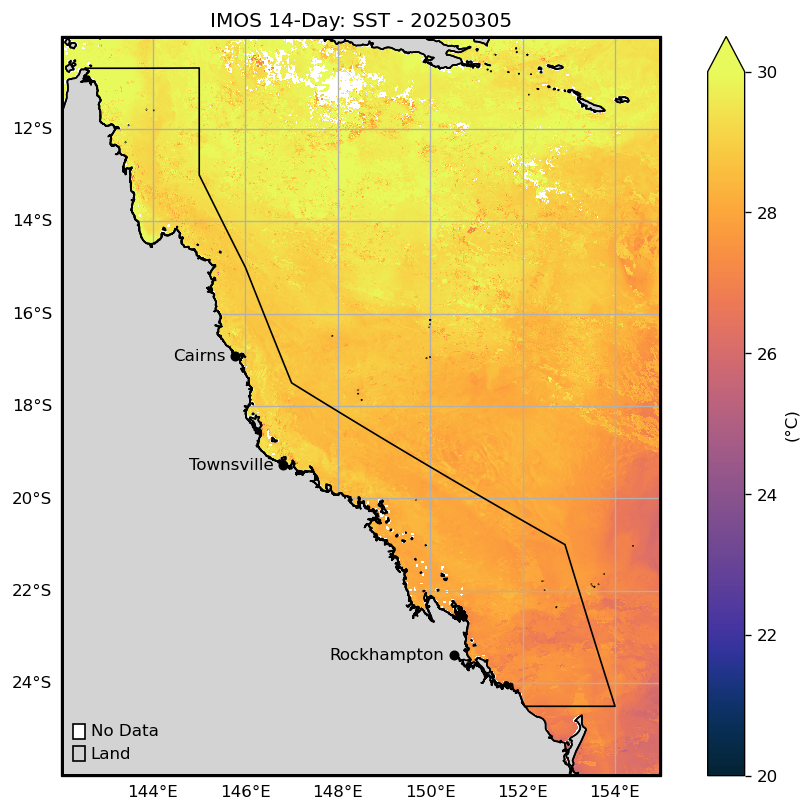 IMOS 14-Day: SST - 20250305
12°S
14°S
16°S
18°S
20°S
22°S
24°S
Cairns
Townsville
Rockhampton
No Data
Land
144°E 146°E 148°E 150°E 152°E 154°E
30
28
26
24
22
20
(°C)